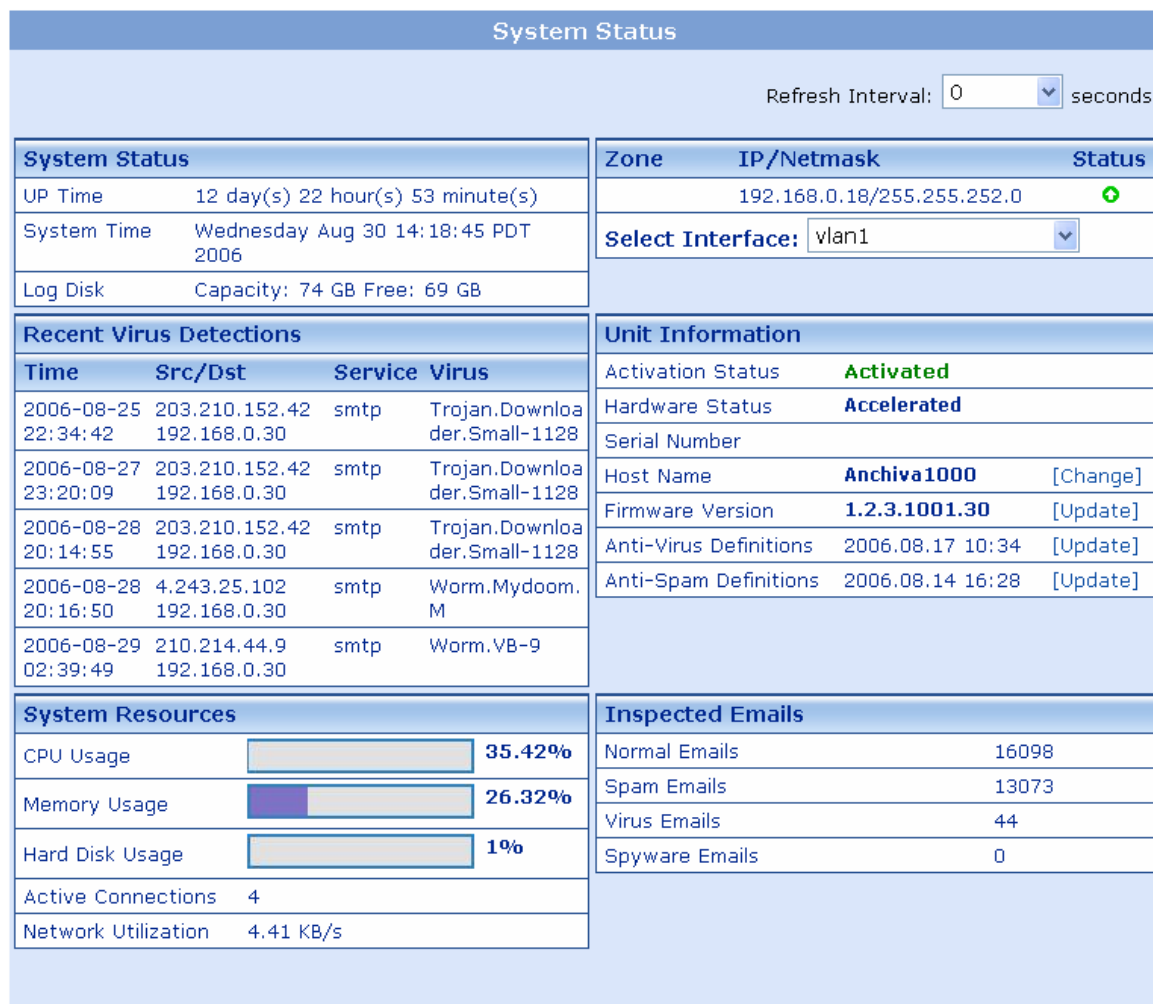 System Status
Refresh Interval: 0 seconds
System Status
UP Time 12 day(s) 22 hour(s) 53 minute(s)
System Time Wednesday Aug 30 14:18:45 PDT
2006
Log Disk Capacity: 74 GB Free: 69 GB
Zone IP/Netmask Status
192.168.0.18/255.255.252.0
Select Interface: vlan1
Recent Virus Detections
Time Src/Dst Service Virus
2006-08-25 203.210.152.42 smtp Trojan.Downloa
22:34:42 192.168.0.30 der.Small-1128
2006-08-27 203.210.152.42 smtp Trojan.Downloa
23:20:09 192.168.0.30 der.Small-1128
2006-08-28 203.210.152.42 smtp Trojan.Downloa
20:14:55 192.168.0.30 der.Small-1128
2006-08-28 4.243.25.102 smtp Worm.Mydoom.
20:16:50 192.168.0.30 M
2006-08-29 210.214.44.9 smtp Worm.VB-9
02:39:49 192.168.0.30
Unit Information
Activation Status Activated
Hardware Status Accelerated
Serial Number
Host Name Anchiva1000 [Change]
Firmware Version 1.2.3.1001.30 [Update]
Anti-Virus Definitions 2006.08.17 10:34 [Update]
Anti-Spam Definitions 2006.08.14 16:28 [Update]
System Resources
CPU Usage 35.42%
Memory Usage 26.32%
Hard Disk Usage 1%
Active Connections 4
Network Utilization 4.41 KB/s
Inspected Emails
Normal Emails 16098
Spam Emails 13073
Virus Emails 44
Spyware Emails 0